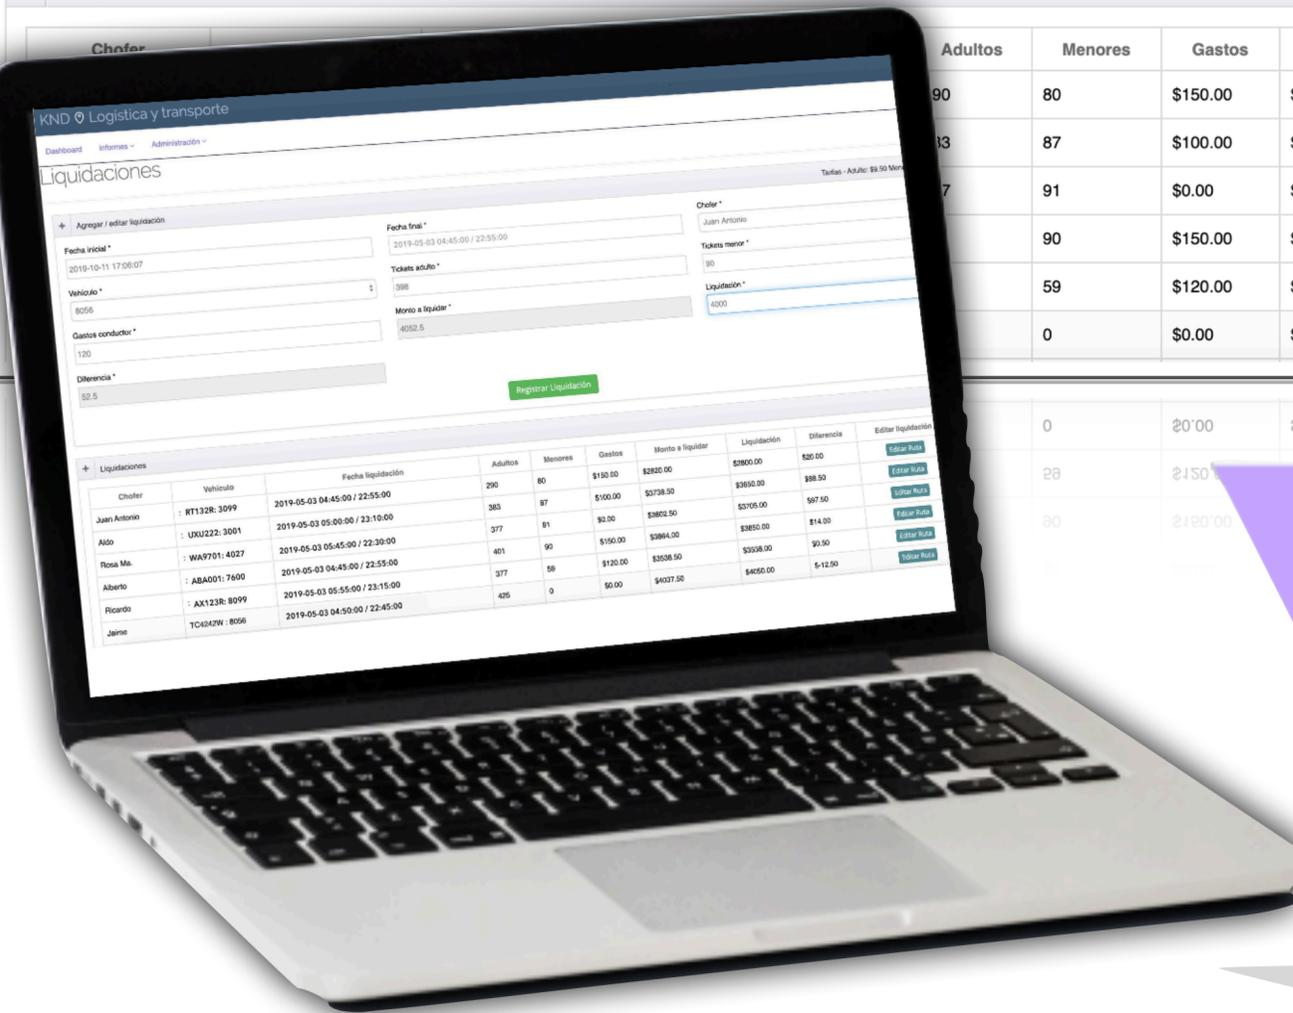 Chofer Adultos Menores Gastos
90 80 $150.00
33 87 $100.00
7 91 $0.00
90 $150.00
59 $120.00
0 $0.00
KND Logística y transporte
Dashboard Informes Administración
Liquidaciones
+ Agregar / editar liquidación Tarifas - Adulto: $9.50
Fecha inicial * Fecha final * Chofer *
2019-10-11 17:06:07 2019-05-03 04:45:00 / 22:55:00 Juan Antonio
Vehículo * Tickets adulto * Tickets menor *
8056 398 90
Gastos conductor * Monto a liquidar * Liquidación *
120 4052.5 4000
Diferencia *
52.5
Registrar Liquidación
+ Liquidaciones
Chofer Vehículo Fecha liquidación Adultos Menores Gastos Monto a liquidar Liquidación Diferencia Editar liquidación
Juan Antonio : RT132R: 3099 2019-05-03 04:45:00 / 22:55:00 290 80 $150.00 $2820.00 $2800.00 $20.00 Editar Ruta
Aldo : UXU222: 3001 2019-05-03 05:00:00 / 23:10:00 383 87 $100.00 $3738.50 $3650.00 $88.50 Editar Ruta
Rosa Ma. : WA9701: 4027 2019-05-03 05:45:00 / 22:30:00 377 91 $0.00 $3802.50 $3705.00 $97.50 Editar Ruta
Alberto : ABA001: 7600 2019-05-03 04:45:00 / 22:55:00 401 90 $150.00 $3864.00 $3850.00 $14.00 Editar Ruta
Ricardo : AX123R: 8099 2019-05-03 05:55:00 / 23:15:00 377 59 $120.00 $3538.50 $3538.00 $0.50 Editar Ruta
Jaime TC4242W : 8056 2019-05-03 04:50:00 / 22:45:00 425 0 $0.00 $4037.50 $4050.00 $-12.50 Editar Ruta